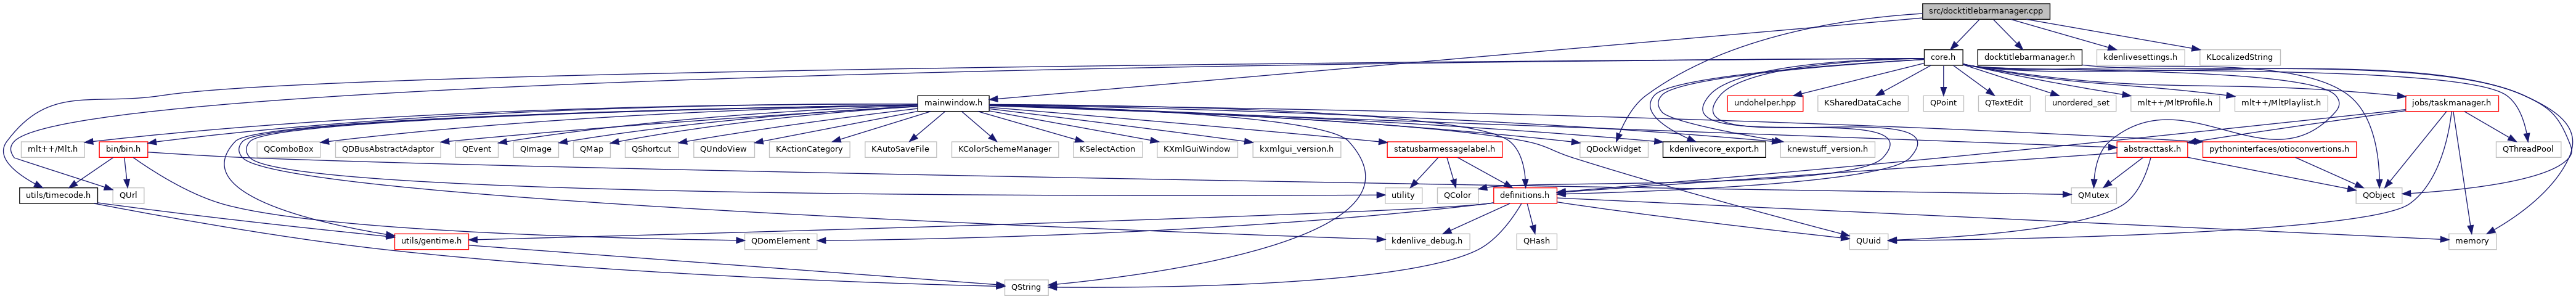 src/docktitlebarmanager.cpp
core.h
docktitlebarmanager.h
kdenlivesettings.h
KLocalizedString
mainwindow.h
undohelper.hpp
KSharedDataCache
QPoint
QTextEdit
unordered_set
mlt++/MltProfile.h
mlt++/MltPlaylist.h
jobs/taskmanager.h
mlt++/Mlt.h
bin/bin.h
QComboBox
QDBusAbstractAdaptor
QEvent
QImage
QMap
QShortcut
QUndoView
KActionCategory
KAutoSaveFile
KColorSchemeManager
KSelectAction
KXmlGuiWindow
kxmlgui_version.h
statusbarmessagelabel.h
QDockWidget
kdenlivecore_export.h
knewstuff_version.h
abstracttask.h
pythoninterfaces/otioconvertions.h
QThreadPool
utils/timecode.h
QUrl
utility
QColor
definitions.h
QMutex
QObject
utils/gentime.h
QDomElement
kdenlive_debug.h
QHash
QUuid
memory
QString